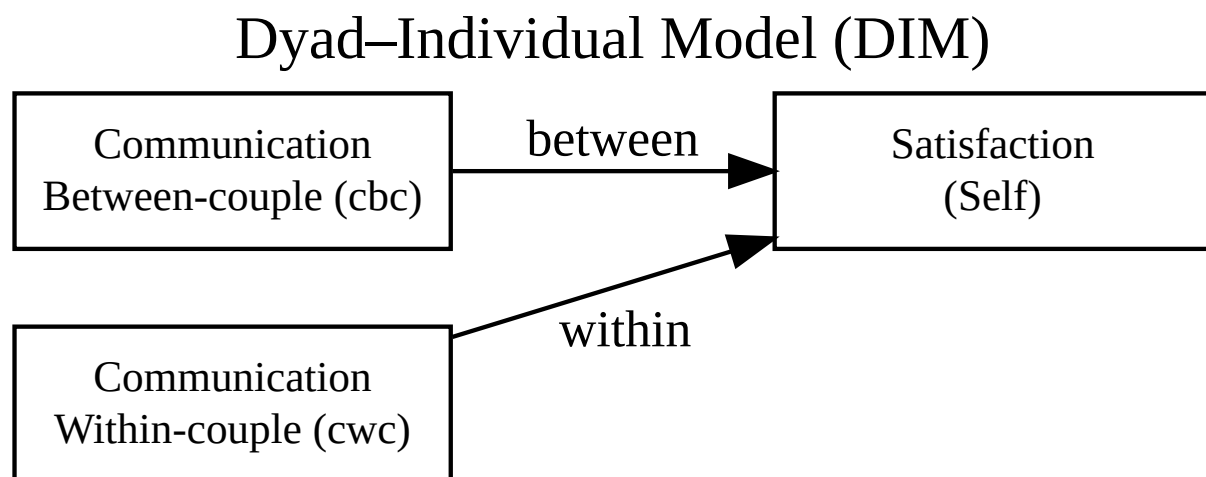 Dyad–Individual Model (DIM)
Communication
Between-couple (cbc)
between
Satisfaction
(Self)
within
Communication
Within-couple (cwc)